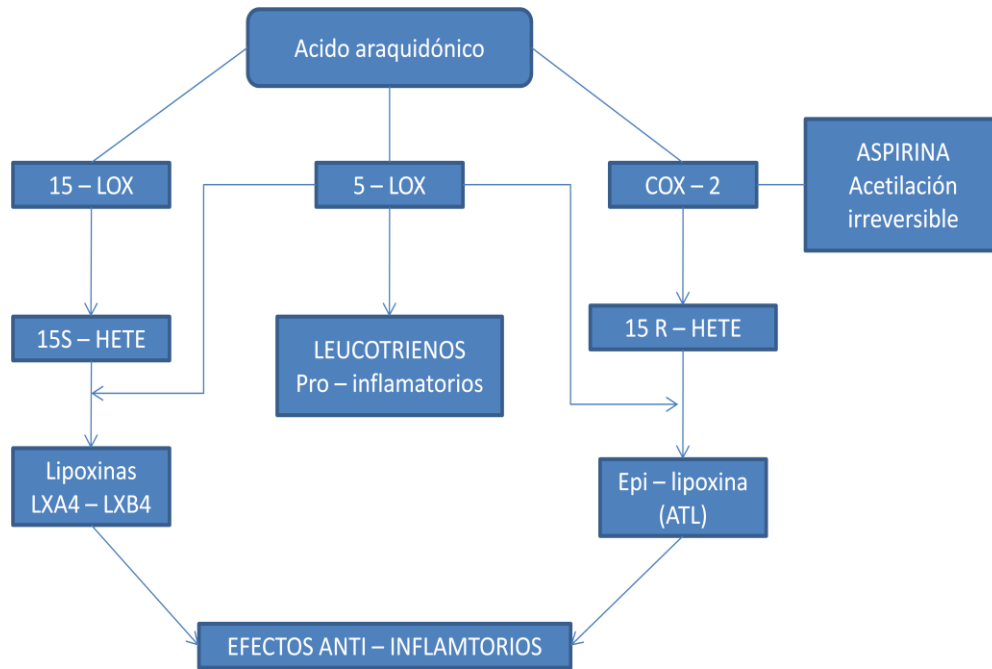 Acido araquidónico
15 – LOX
5 – LOX
COX – 2
ASPIRINA
Acetilación
irreversible
15S – HETE
LEUCOTRIENOS
Pro – inflamatorios
15 R – HETE
Lipoxinas
LXA4 – LXB4
Epi – lipoxina
(ATL)
EFECTOS ANTI – INFLAMTORIOS